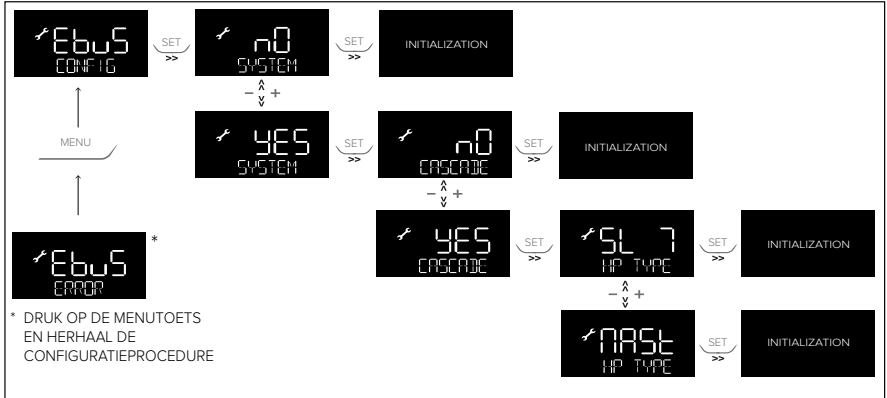 EbuS
CONFIG
SET
>>
nO
SYSTEM
SET
>>
INITIALIZATION
- +
MENU
YES
SYSTEM
SET
>>
nO
CASCADE
SET
>>
INITIALIZATION
- +
EbuS
ERROR
*
YES
CASCADE
SET
>>
SL 7
HP TYPE
SET
>>
INITIALIZATION
- +
MASt
HP TYPE
SET
>>
INITIALIZATION
* DRUK OP DE MENUTOETS
EN HERHAAL DE
CONFIGURATIEPROCEDURE